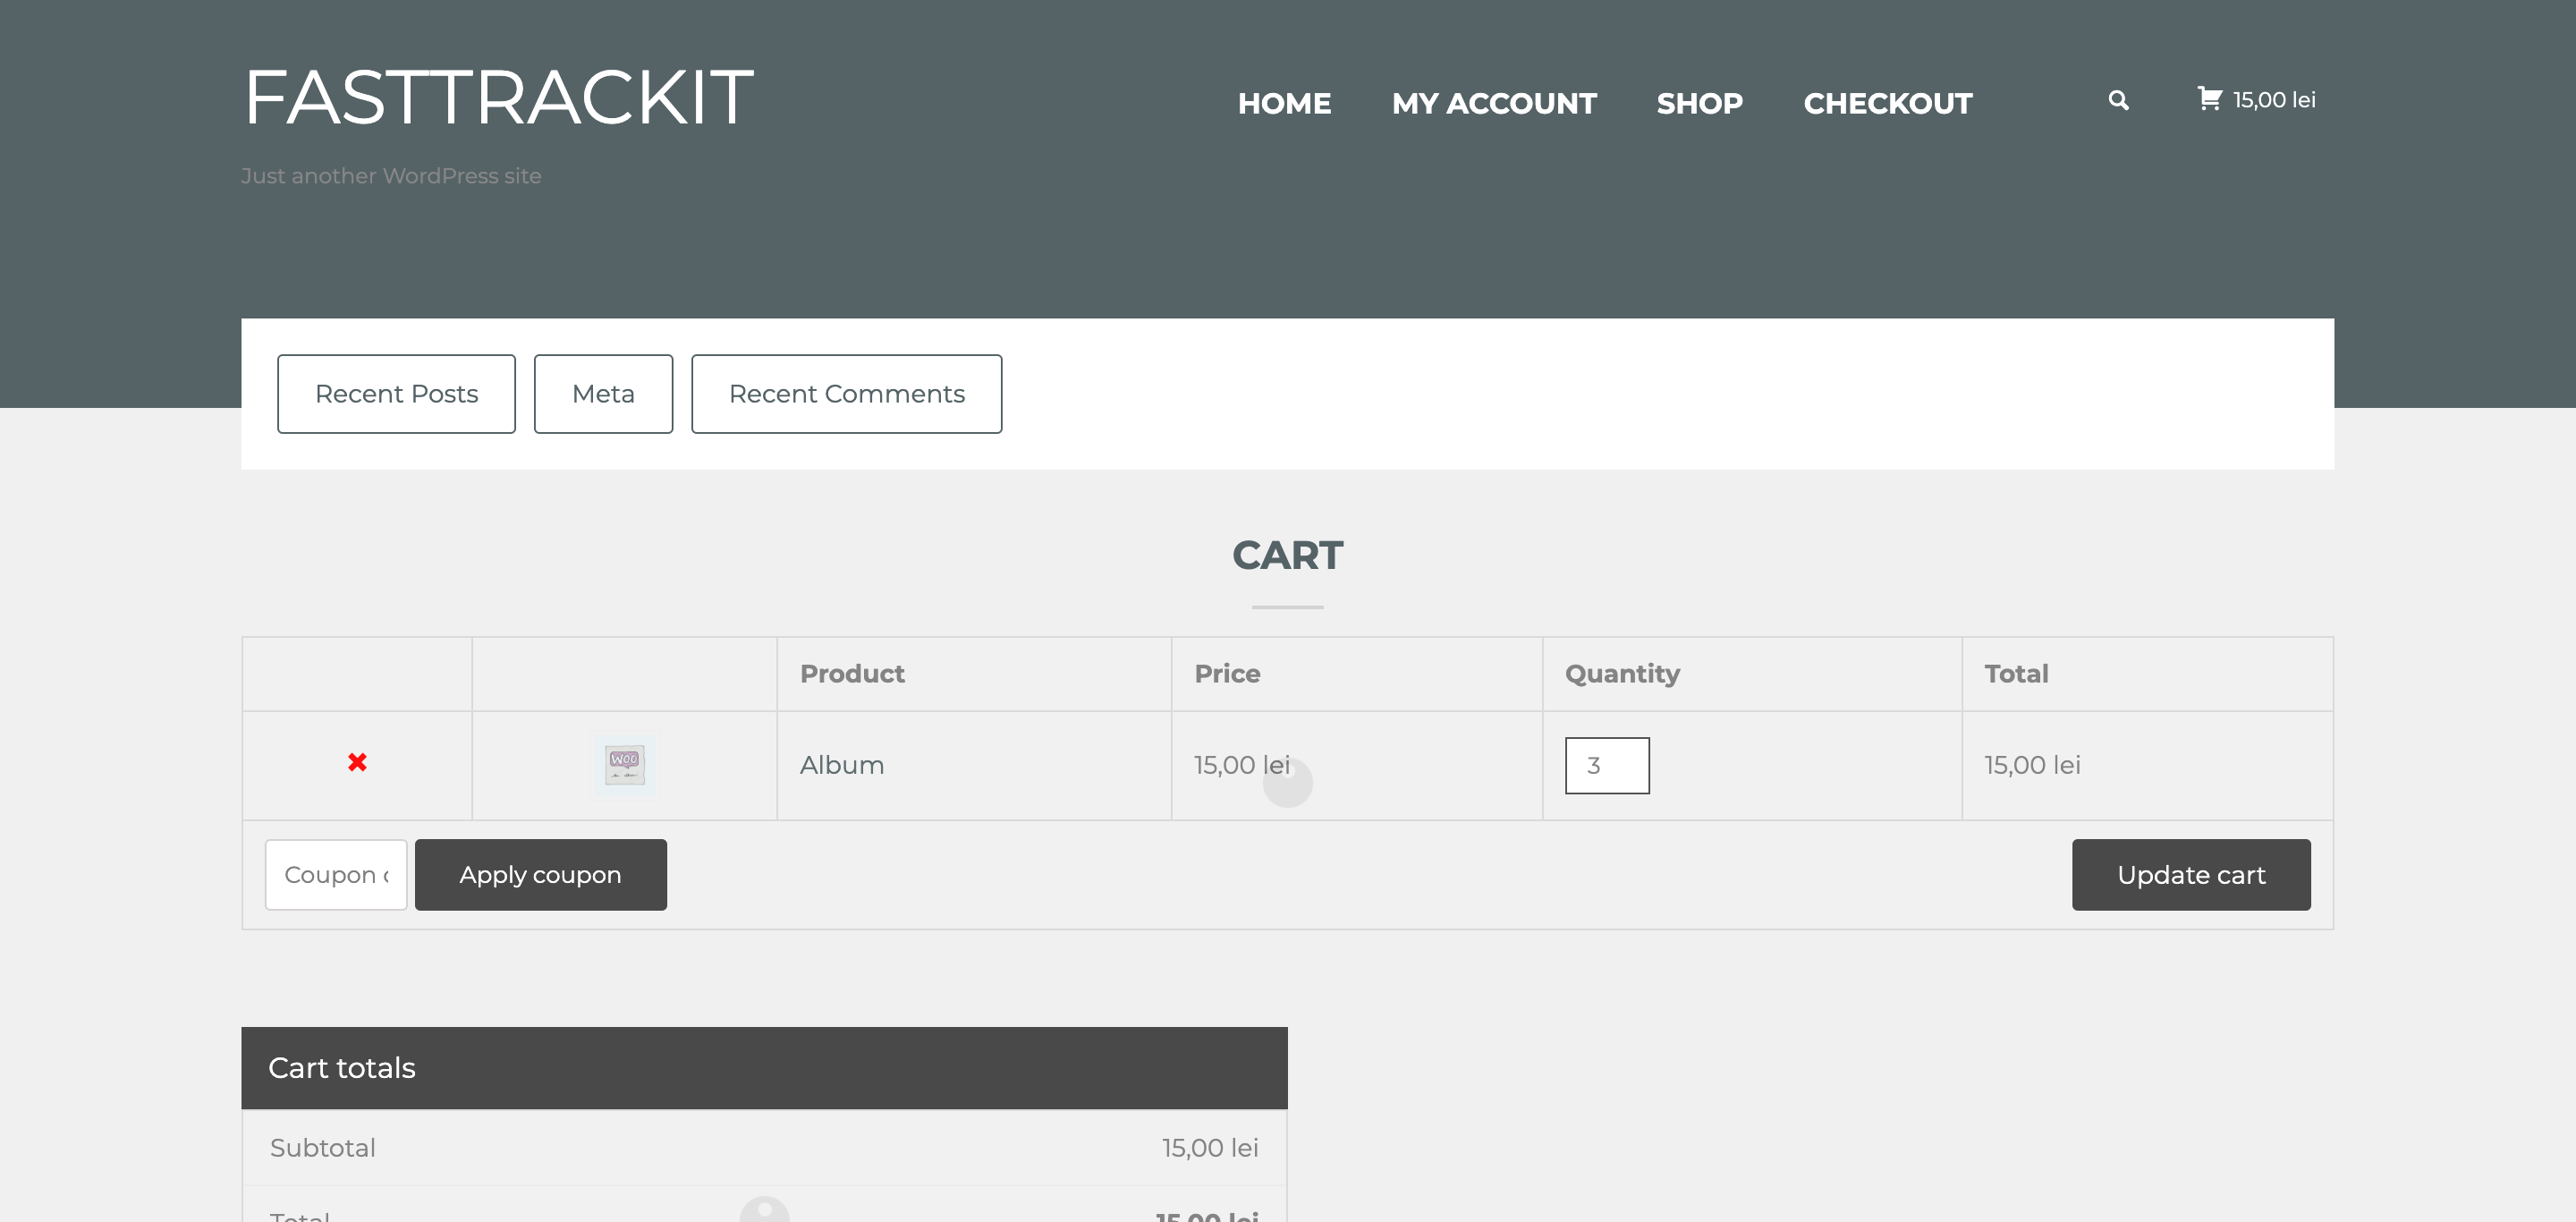 FASTTRACKIT
HOME MY ACCOUNT SHOP CHECKOUT 15,00 lei
Just another WordPress site
Recent Posts Meta Recent Comments
CART
Product Price Quantity Total
WOO
Album 15,00 lei 3 15,00 lei
Coupon c Apply coupon Update cart
Cart totals
Subtotal 15,00 lei
Total 15,00 lei